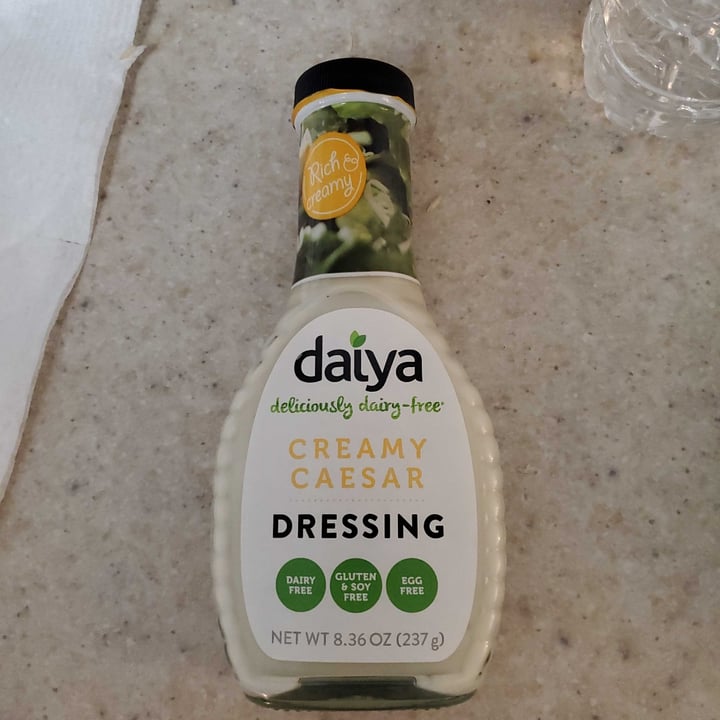 Rich &
creamy
daiya
deliciously dairy-free
CREAMY
CAESAR
DRESSING
DAIRY
FREE
GLUTEN
& SOY
FREE
EGG
FREE
NET WT 8.36 OZ (237 g)